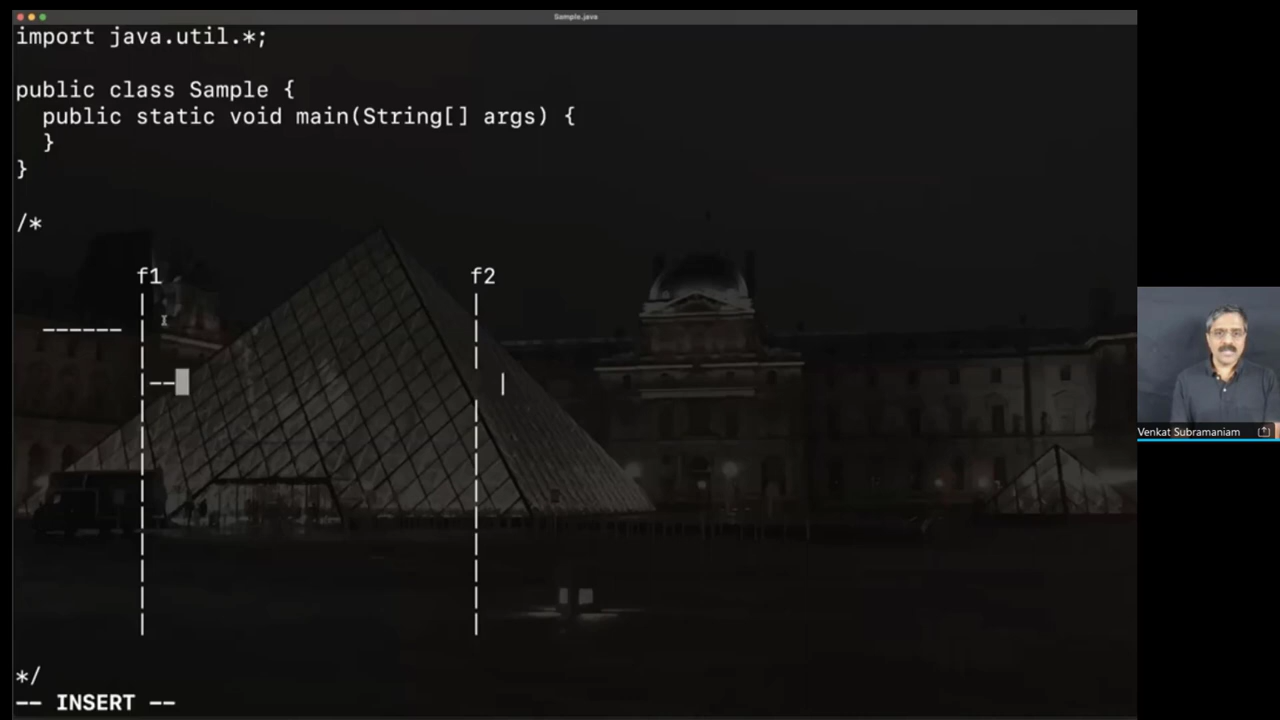 Sample.java
import java.util.*;
public class Sample {
  public static void main(String[] args) {
  }
}
/*
         f1                       f2
         |                        |
  ------ |                        |
         |                        |
         |--                        |
         |                        |
         |                        |
         |                        |
         |                        |
         |                        |
         |                        |
         |                        |
         |                        |
*/
-- INSERT --
Venkat Subramaniam